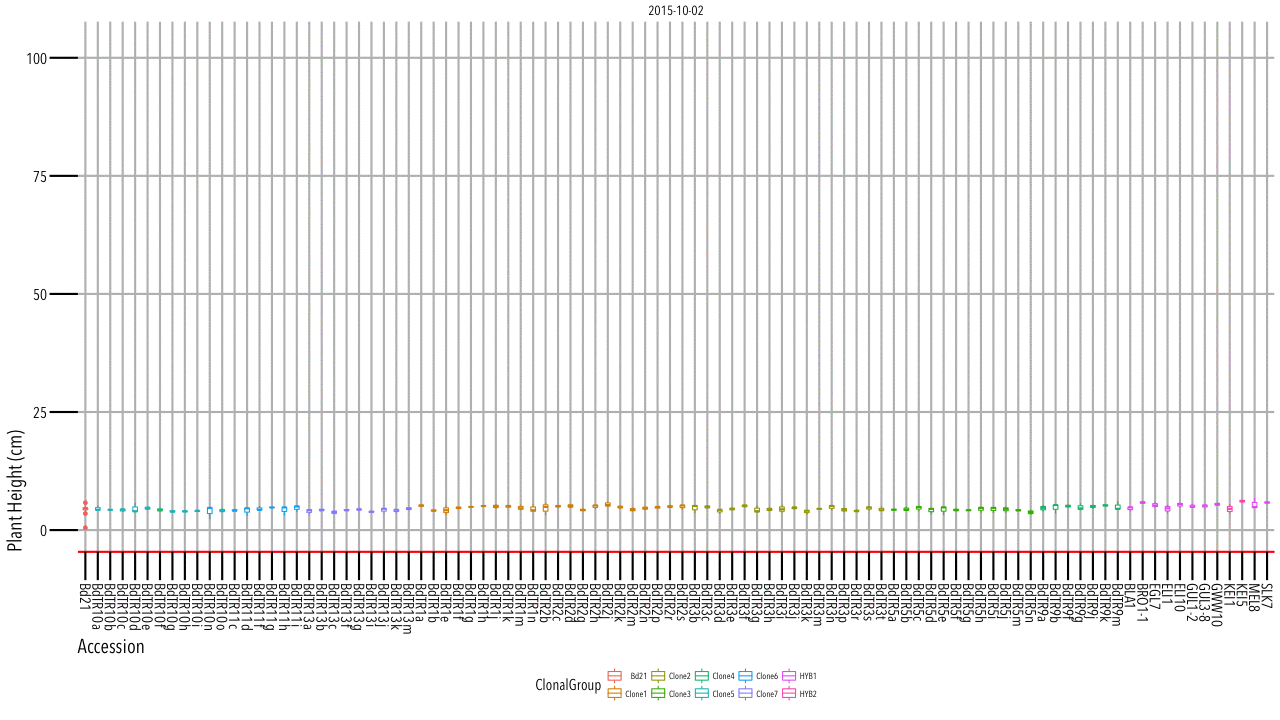 2015-10-02
100
75
50
25
0
Plant Height (cm)
Bd21
BdTR10a
BdTR10b
BdTR10c
BdTR10d
BdTR10e
BdTR10f
BdTR10g
BdTR10h
BdTR10i
BdTR10n
BdTR10o
BdTR11c
BdTR11d
BdTR11f
BdTR11g
BdTR11h
BdTR11i
BdTR13a
BdTR13b
BdTR13c
BdTR13f
BdTR13g
BdTR13i
BdTR13j
BdTR13k
BdTR13m
BdTR1a
BdTR1b
BdTR1e
BdTR1f
BdTR1g
BdTR1h
BdTR1j
BdTR1k
BdTR1m
BdTR1n
BdTR2b
BdTR2c
BdTR2d
BdTR2g
BdTR2h
BdTR2j
BdTR2k
BdTR2m
BdTR2n
BdTR2p
BdTR2r
BdTR2s
BdTR3b
BdTR3c
BdTR3d
BdTR3e
BdTR3f
BdTR3g
BdTR3h
BdTR3i
BdTR3j
BdTR3m
BdTR3n
BdTR3p
BdTR3r
BdTR3s
BdTR3t
BdTR5a
BdTR5b
BdTR5c
BdTR5d
BdTR5e
BdTR5f
BdTR5g
BdTR5h
BdTR5i
BdTR5j
BdTR5m
BdTR5n
BdTR9a
BdTR9b
BdTR9f
BdTR9g
BdTR9j
BdTR9k
BdTR9m
BLA1
BRO1-1
EGL7
ELI1
ELI10
GUL1-2
GUL3-8
GWW10
KEI1
KEI5
MEL8
SLK7
Accession
ClonalGroup
Bd21 Clone2 Clone4 Clone6 HYB1
Clone1 Clone3 Clone5 Clone7 HYB2